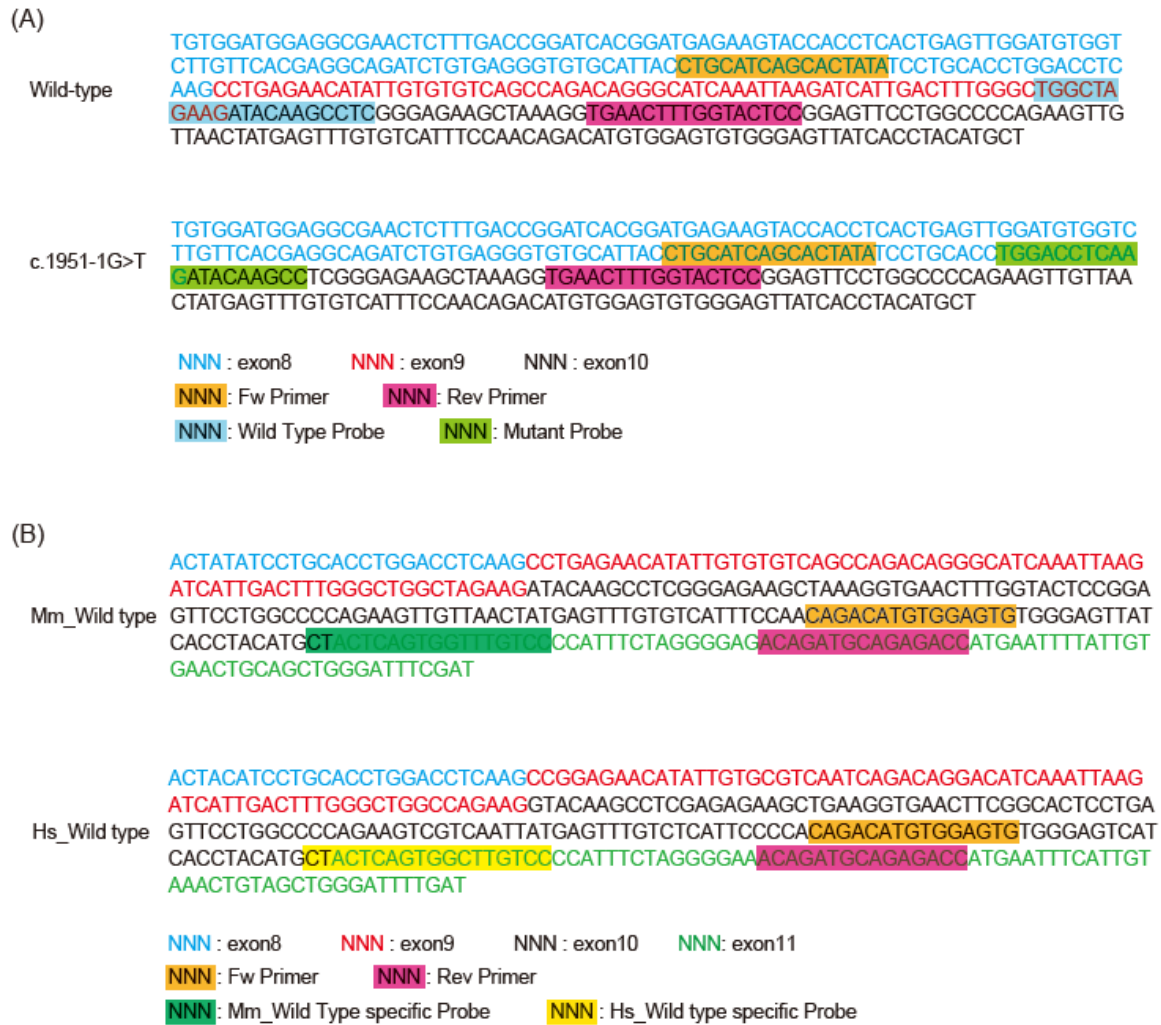 (A)
TGTGGATGGAGGCGAACTCTTTGACCGGATCACGGATGAGAAGTACCACCTCACTGAGTTGGATGTGGT
CTTGTTCACGAGGCAGATCTGTGAGGGTGTGCATTACCTGCATCAGCACTATATCCTGCACCTGGACCTC
Wild-type
AAGCCTGAGAACATATTGTGTGTCAGCCAGACAGGGCATCAAATTAAGATCATTGACTTTGGGCTGGCTA
GAAGATACAAGCCTCGGGAGAAGCTAAAGGTGAACTTTGGTACTCCGGAGTTCCTGGCCCCAGAAGTTG
TTAACTATGAGTTTGTGTCATTTCCAACAGACATGTGGAGTGTGGGAGTTATCACCTACATGCT
TGTGGATGGAGGCGAACTCTTTGACCGGATCACGGATGAGAAGTACCACCTCACTGAGTTGGATGTGGTC
TTGTTCACGAGGCAGATCTGTGAGGGTGTGCATTACCTGCATCAGCACTATATCCTGCACCTGGACCTCAA
c.1951-1G>T
GATACAAGCCTCGGGAGAAGCTAAAGGTGAACTTTGGTACTCCGGAGTTCCTGGCCCCAGAAGTTGTTAA
CTATGAGTTTGTGTCATTTCCAACAGACATGTGGAGTGTGGGAGTTATCACCTACATGCT
NNN : exon8 NNN : exon9 NNN : exon10
NNN : Fw Primer NNN : Rev Primer
NNN : Wild Type Probe NNN : Mutant Probe
(B)
ACTATATCCTGCACCTGGACCTCAAGCCTGAGAACATATTGTGTGTCAGCCAGACAGGGCATCAAATTAAG
ATCATTGACTTTGGGCTGGCTAGAAGATACAAGCCTCGGGAGAAGCTAAAGGTGAACTTTGGTACTCCGGA
Mm_Wild type
GTTCCTGGCCCCAGAAGTTGTTAACTATGAGTTTGTGTCATTTCCAACAGACATGTGGAGTGTGGGAGTTAT
CACCTACATGCTACTCAGTGGTTTGTCCCCATTTCTAGGGGAGACAGATGCAGAGACCATGAATTTTATTGT
GAACTGCAGCTGGGATTTCGAT
ACTACATCCTGCACCTGGACCTCAAGCCGGAGAACATATTGTGCGTCAATCAGACAGGACATCAAATTAAG
ATCATTGACTTTGGGCTGGCCAGAAGGTACAAGCCTCGAGAGAAGCTGAAGGTGAACTTCGGCACTCCTGA
Hs_Wild type
GTTCCTGGCCCCAGAAGTCGTCAATTATGAGTTTGTCTCATTCCCCACAGACATGTGGAGTGTGGGAGTCAT
CACCTACATGCTACTCAGTGGCTTGTCCCCATTTCTAGGGGAAACAGATGCAGAGACCATGAATTTCATTGT
AAACTGTAGCTGGGATTTTGAT
NNN : exon8 NNN : exon9 NNN : exon10 NNN: exon11
NNN : Fw Primer NNN : Rev Primer
NNN : Mm_Wild Type specific Probe NNN : Hs_Wild type specific Probe